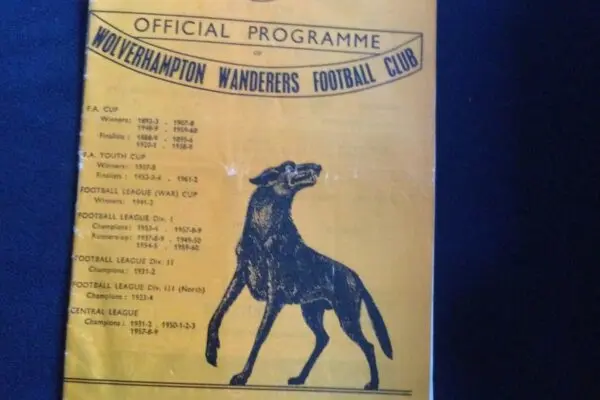 OFFICIAL PROGRAMME
OF
WOLVERHAMPTON WANDERERS FOOTBALL CLUB
F.A. CUP
Winners: 1892-3 , 1907-8
1948-9 , 1959-60
Finalists : 1888-9 , 1895-6
1920-1 , 1938-9
F.A. YOUTH CUP
Winners: 1957-8
Finalists : 1952-3-4 , 1961-2
FOOTBALL LEAGUE (WAR) CUP
Winners: 1941-2
FOOTBALL LEAGUE Div. I
Champions : 1953-4 , 1957-8-9
Runners-up: 1937-8-9 , 1949-50
1954-5 , 1959-60
FOOTBALL LEAGUE Div. II
Champions : 1931-2
FOOTBALL LEAGUE Div. III (North)
Champions : 1923-4
CENTRAL LEAGUE
Champions : 1931-2 , 1950-1-2-3
1957-8-9